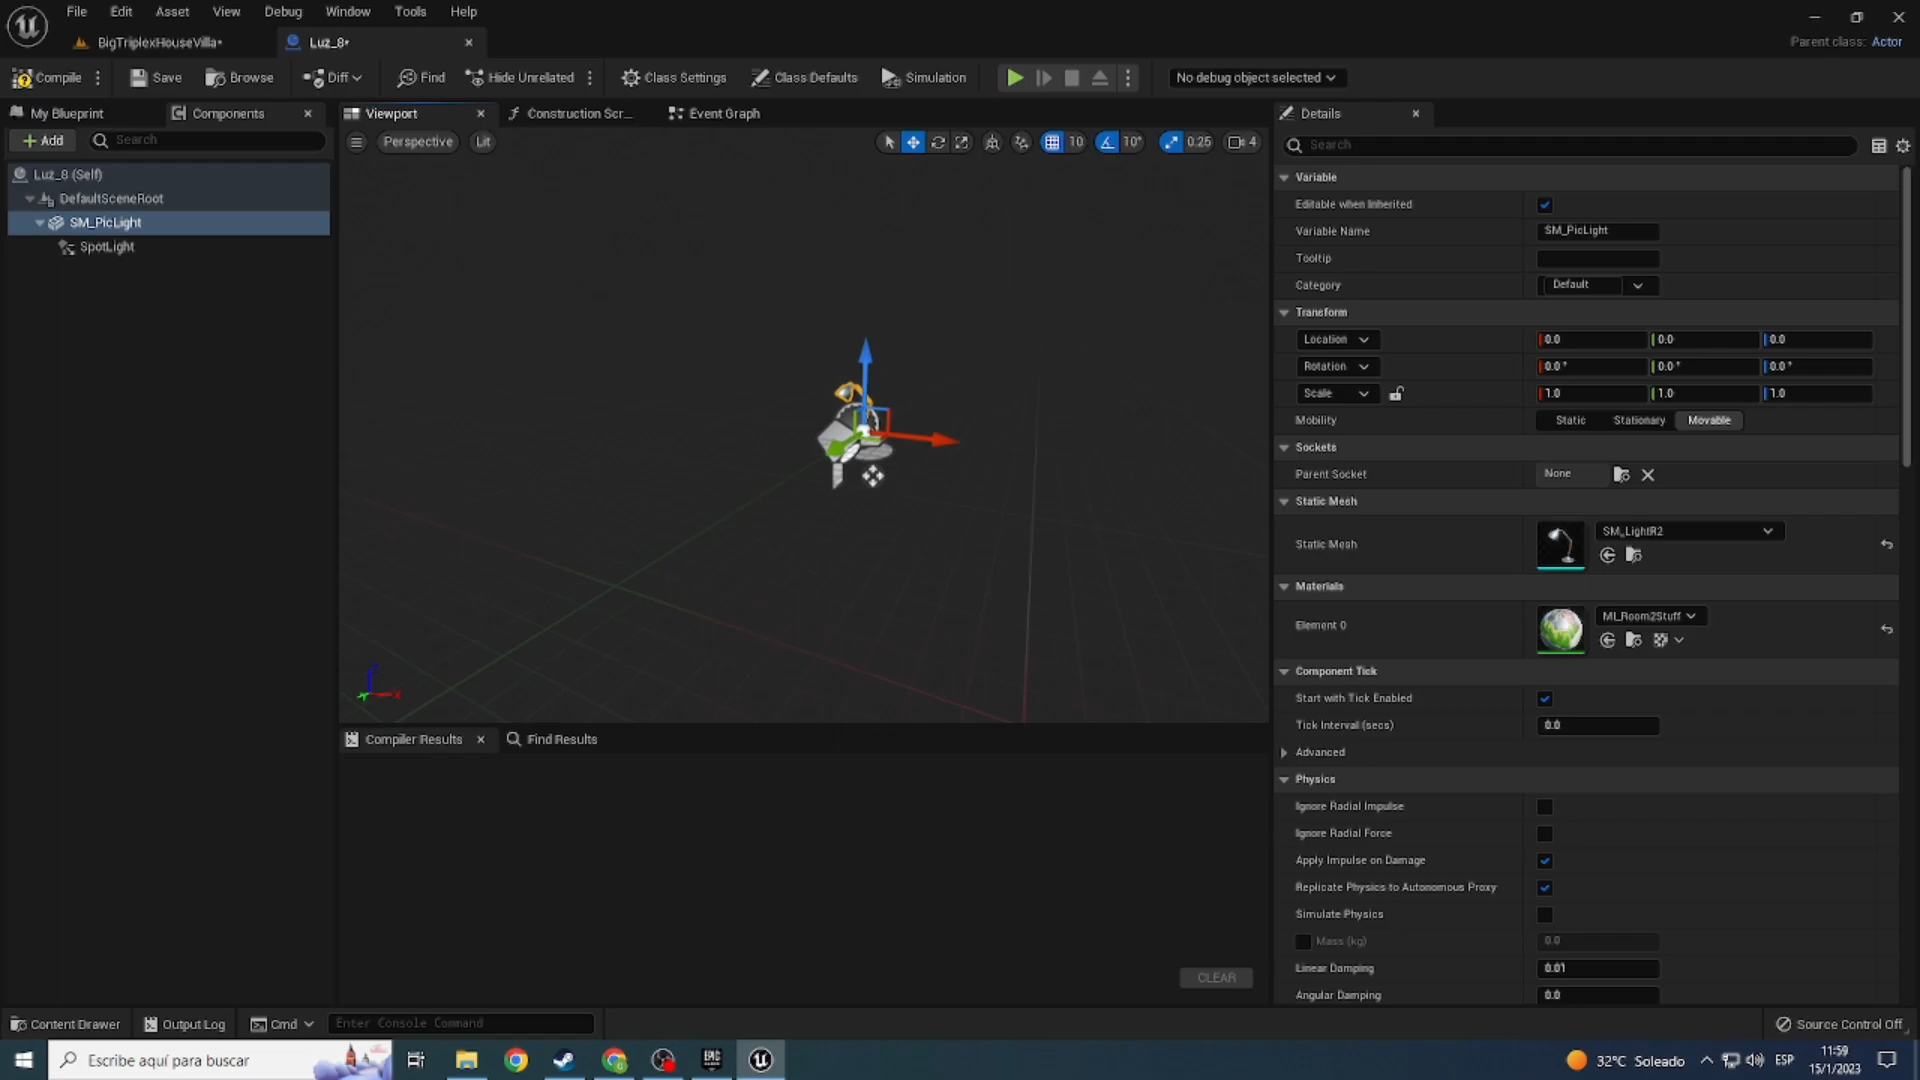 File Edit Asset View Debug Window Tools Help
BigTriplexHouseVilla*
Luz_8*
Parent class: Actor
Compile Save Browse Diff Find Hide Unrelated Class Settings Class Defaults Simulation No debug object selected
My Blueprint Components
Viewport Construction Scr... Event Graph
Details
Add Search
Perspective Lit 10 10° 0.25 4
Search
Luz_8 (Self)
DefaultSceneRoot
SM_PicLight
SpotLight
Variable
Editable when Inherited
Variable Name SM_PicLight
Tooltip
Category Default
Transform
Location 0.0 0.0 0.0
Rotation 0.0° 0.0° 0.0°
Scale 1.0 1.0 1.0
Mobility Static Stationary Movable
Sockets
Parent Socket None
Static Mesh
Static Mesh SM_LightR2
Materials
Element 0 MI_Room2Stuff
Component Tick
Start with Tick Enabled
Tick Interval (secs) 0.0
Advanced
Physics
Ignore Radial Impulse
Ignore Radial Force
Apply Impulse on Damage
Replicate Physics to Autonomous Proxy
Simulate Physics
Mass (kg) 0.0
Linear Damping 0.01
Angular Damping 0.0
Compiler Results Find Results
CLEAR
Content Drawer Output Log Cmd Enter Console Command Source Control Off
Escribe aquí para buscar
EPIC
32°C Soleado
ESP
11:59
15/1/2023